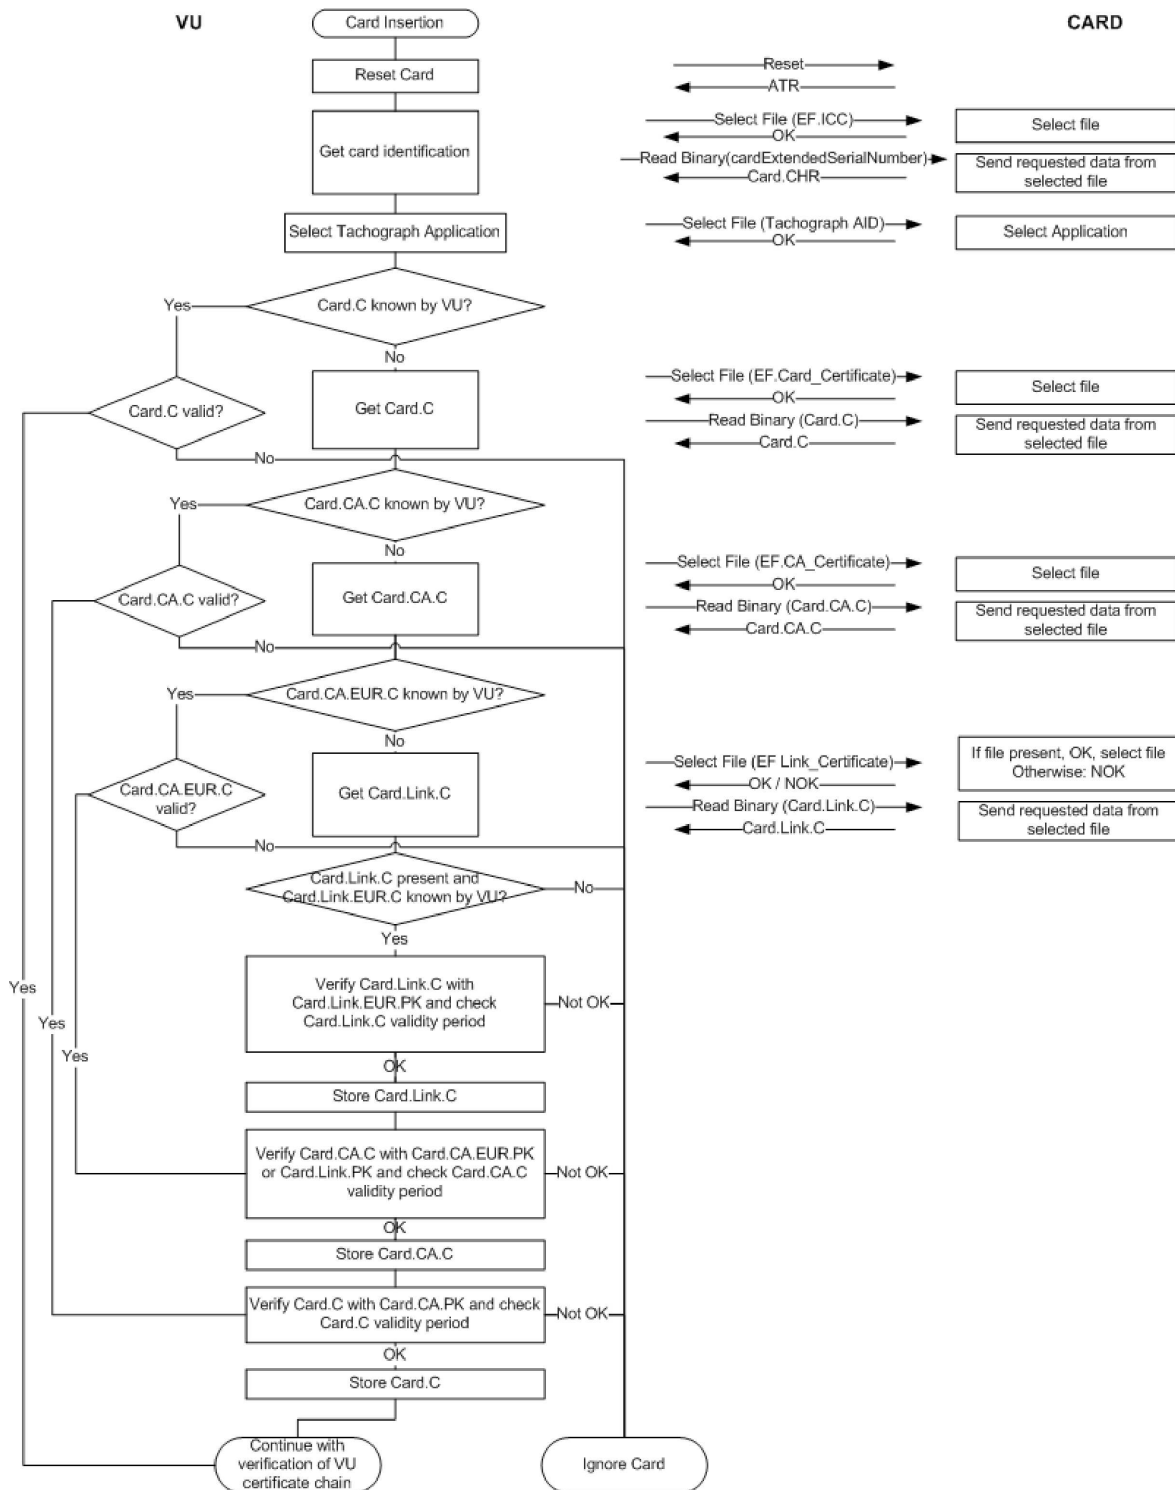 VU
Card Insertion
CARD
Reset Card
Reset
ATR
Get card identification
Select File (EF.ICC)
OK
Select file
Read Binary(cardExtendedSerialNumber)
Card.CHR
Send requested data from
selected file
Select Tachograph Application
Select File (Tachograph AID)
OK
Select Application
Yes
Card.C known by VU?
No
Card.C valid?
Get Card.C
Select File (EF.Card_Certificate)
OK
Select file
Read Binary (Card.C)
Card.C
Send requested data from
selected file
No
Yes
Card.CA.C known by VU?
No
Card.CA.C valid?
Get Card.CA.C
Select File (EF.CA_Certificate)
OK
Select file
Read Binary (Card.CA.C)
Card.CA.C
Send requested data from
selected file
No
Yes
Card.CA.EUR.C known by VU?
No
Card.CA.EUR.C
valid?
Get Card.Link.C
Select File (EF Link_Certificate)
OK / NOK
If file present, OK, select file
Otherwise: NOK
Read Binary (Card.Link.C)
Card.Link.C
Send requested data from
selected file
No
Card.Link.C present and
Card.Link.EUR.C known by VU?
No
Yes
Yes
Yes
Yes
Verify Card.Link.C with
Card.Link.EUR.PK and check
Card.Link.C validity period
Not OK
OK
Store Card.Link.C
Verify Card.CA.C with Card.CA.EUR.PK
or Card.Link.PK and check Card.CA.C
validity period
Not OK
OK
Store Card.CA.C
Verify Card.C with Card.CA.PK and check
Card.C validity period
Not OK
OK
Store Card.C
Continue with
verification of VU
certificate chain
Ignore Card